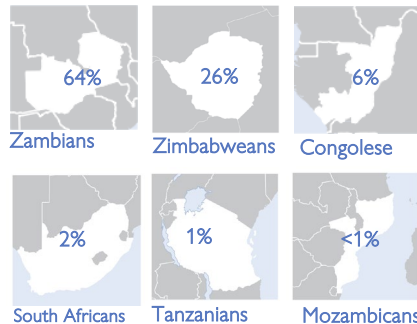 64%
26%
6%
Zambians
Zimbabweans
Congolese
2%
1%
<1%
South Africans
Tanzanians
Mozambicans